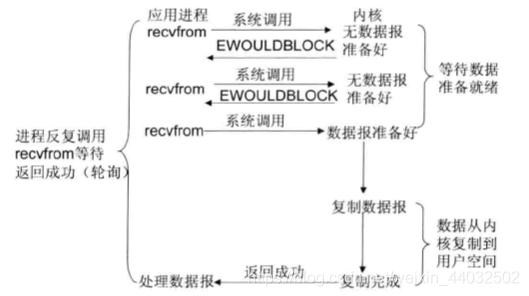 应用进程 内核
recvfrom 系统调用 无数据报
准备好
EWOULDBLOCK
recvfrom 系统调用 无数据报
准备好
EWOULDBLOCK
等待数据
准备就绪
recvfrom 系统调用 数据报准备好
进程反复调用
recvfrom等待
返回成功（轮询）
复制数据报
数据从内
核复制到
用户空间
处理数据报 返回成功 复制完成